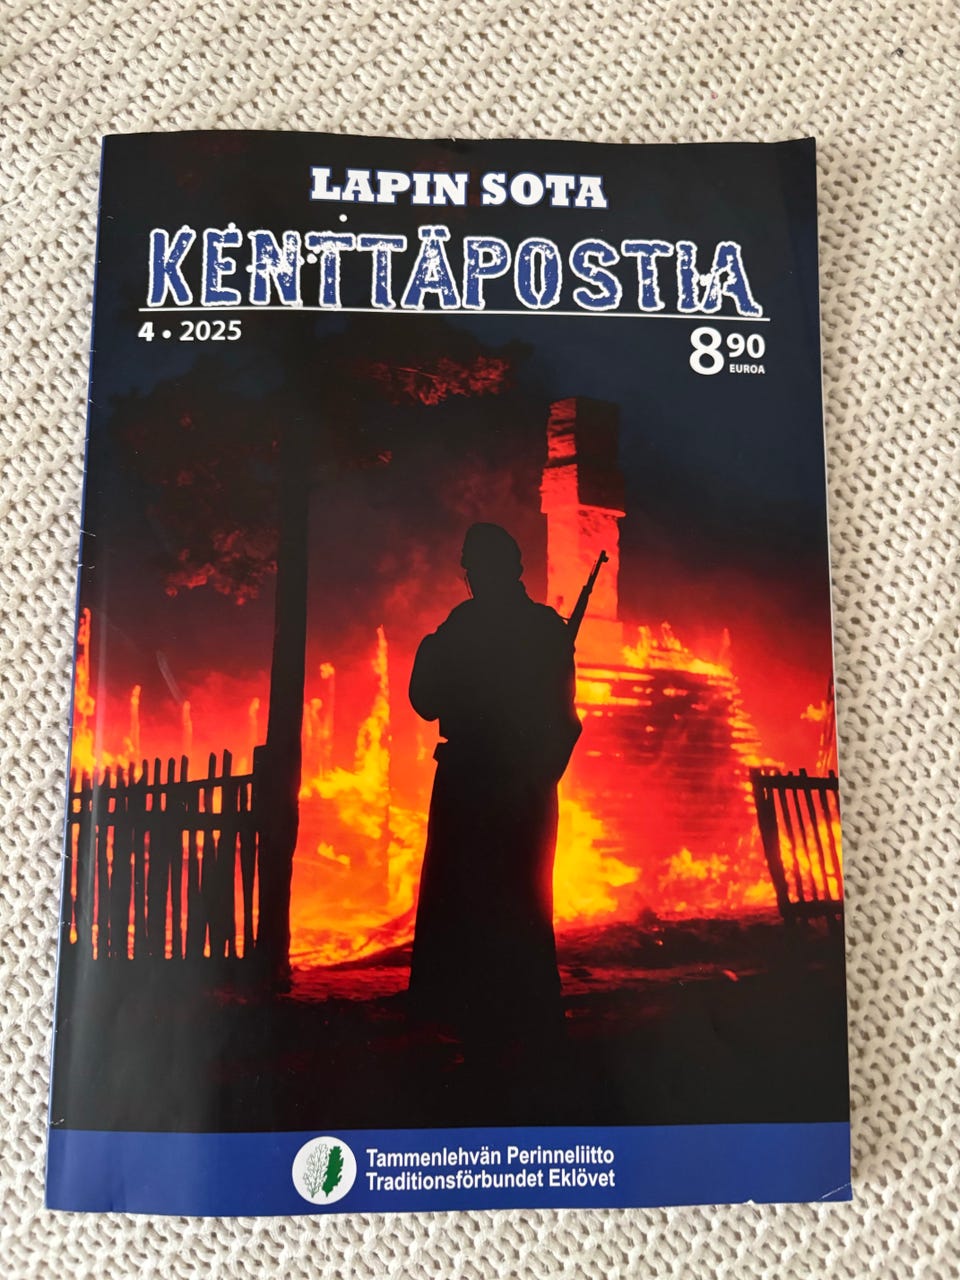 LAPIN SOTA
KENTTÄPOSTIA
4 • 2025
8 90
EUROA
Tammenlehvän Perinneliitto
Traditionsförbundet Eklövet